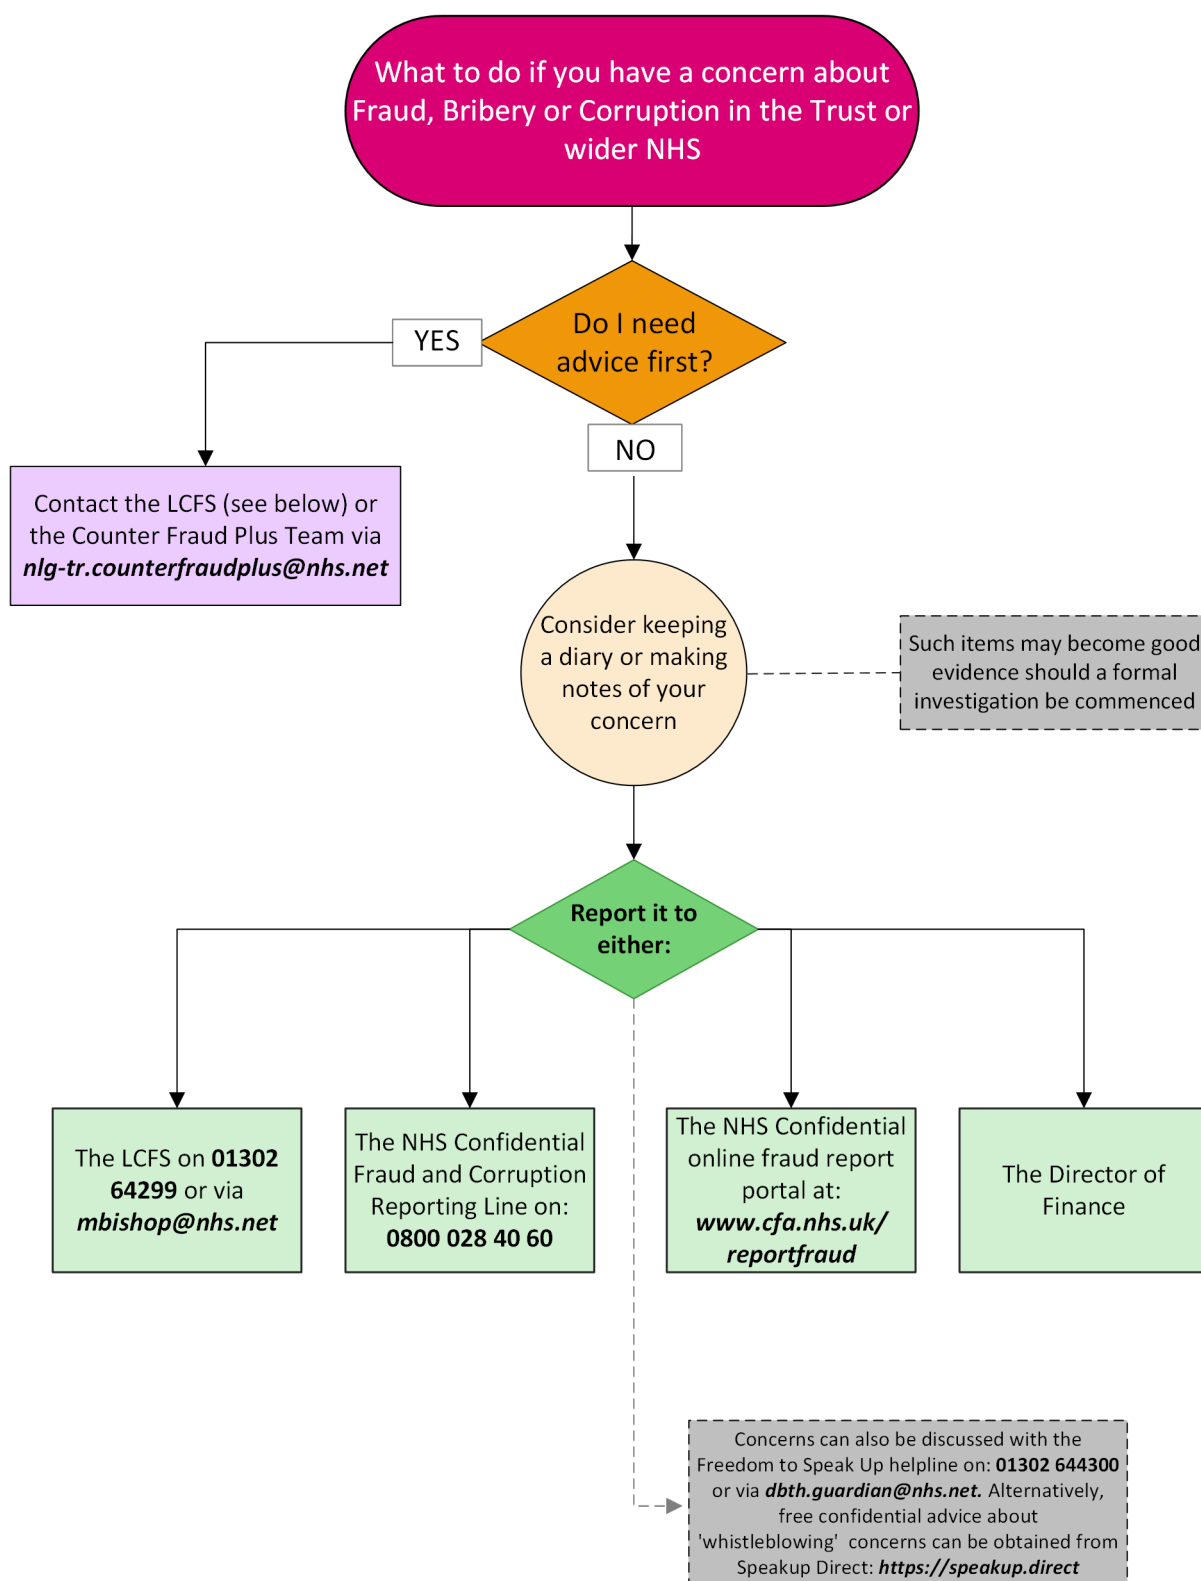 What to do if you have a concern about
Fraud, Bribery or Corruption in the Trust or
wider NHS
Do I need
advice first?
YES
NO
Contact the LCFS (see below) or
the Counter Fraud Plus Team via
nlg-tr.counterfraudplus@nhs.net
Consider keeping
a diary or making
notes of your
concern
Such items may become good
evidence should a formal
investigation be commenced
Report it to
either:
The LCFS on 01302
64299 or via
mbishop@nhs.net
The NHS Confidential
Fraud and Corruption
Reporting Line on:
0800 028 40 60
The NHS Confidential
online fraud report
portal at:
www.cfa.nhs.uk/
reportfraud
The Director of
Finance
Concerns can also be discussed with the
Freedom to Speak Up helpline on: 01302 644300
or via dbth.guardian@nhs.net. Alternatively,
free confidential advice about
'whistleblowing'  concerns can be obtained from
Speakup Direct: https://speakup.direct